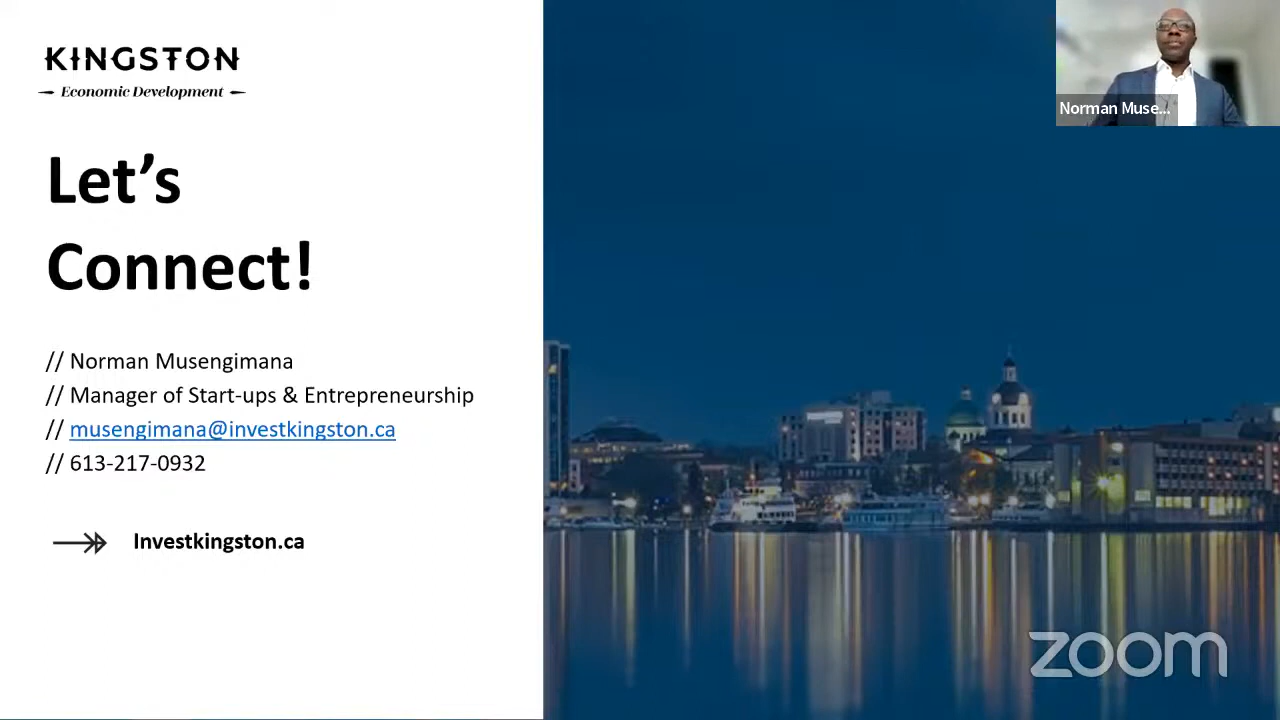 KINGSTON
Economic Development
Let’s
Connect!
// Norman Musengimana
// Manager of Start-ups & Entrepreneurship
// musengimana@investkingston.ca
// 613-217-0932
Investkingston.ca
Norman Muse...
zoom